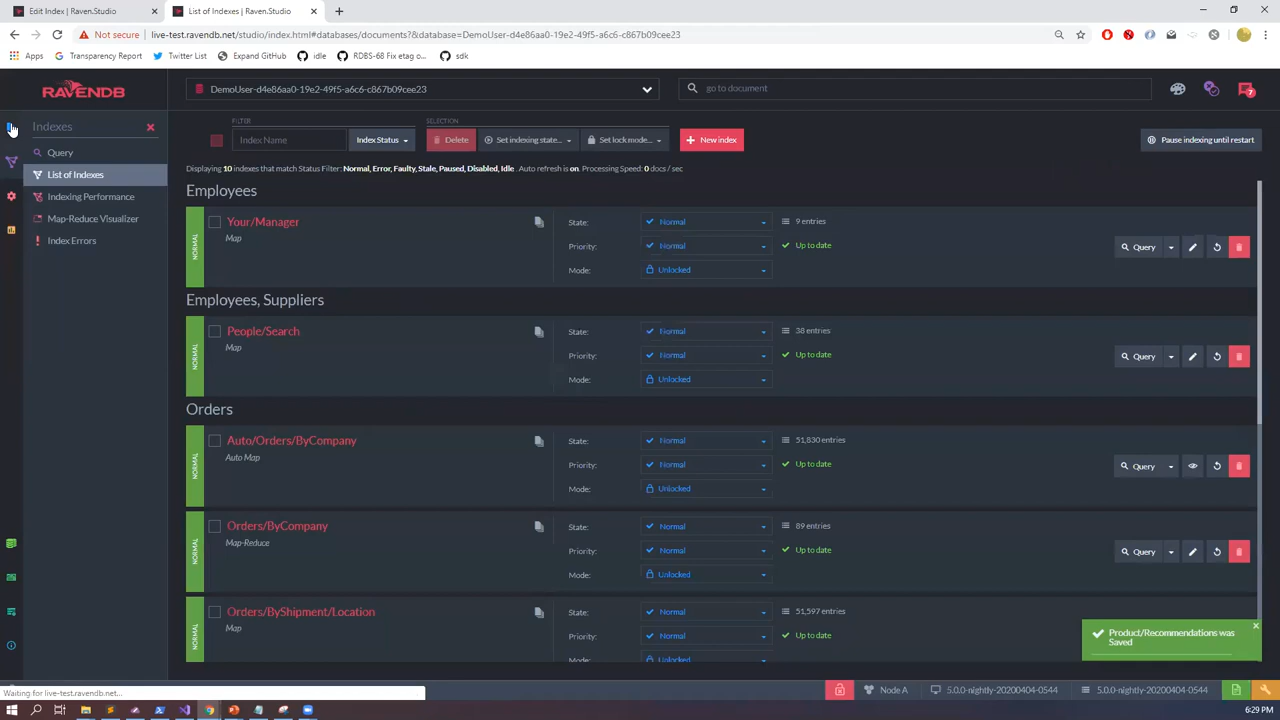 Edit Index | Raven.Studio
List of Indexes | Raven.Studio
Not secure
live-test.ravendb.net/studio/index.html#databases/documents?&database=DemoUser-d4e86aa0-19e2-49f5-a6c6-c867b07cee23
Apps
Transparency Report
Twitter List
Expand GitHub
idle
RDBS-68 Fix etag o...
sdk
RAVENDB
DemoUser-d4e86aa0-19e2-49f5-a6c6-c867b09cee23
go to document
7
Indexes
Query
List of Indexes
Indexing Performance
Map-Reduce Visualizer
Index Errors
FILTER
SELECTION
Index Name
Index Status
Delete
Set indexing state...
Set lock mode...
New index
Pause indexing until restart
Displaying 10 indexes that match Status Filter: Normal, Error, Faulty, Stale, Paused, Disabled, Idle. Auto refresh is on. Processing Speed: 0 docs / sec
Employees
NORMAL
Your/Manager
Map
State: Normal 9 entries
Priority: Normal Up to date
Mode: Unlocked
Query
Employees, Suppliers
NORMAL
People/Search
Map
State: Normal 38 entries
Priority: Normal Up to date
Mode: Unlocked
Query
Orders
NORMAL
Auto/Orders/ByCompany
Auto Map
State: Normal 51,830 entries
Priority: Normal Up to date
Mode: Unlocked
Query
NORMAL
Orders/ByCompany
Map-Reduce
State: Normal 89 entries
Priority: Normal Up to date
Mode: Unlocked
Query
NORMAL
Orders/ByShipment/Location
Map
State: Normal 51,597 entries
Priority: Normal Up to date
Mode: Unlocked
Product/Recommendations was
Saved
Waiting for live-test.ravendb.net...
Node A
5.0.0-nightly-20200404-0544
5.0.0-nightly-20200404-0544
6:29 PM